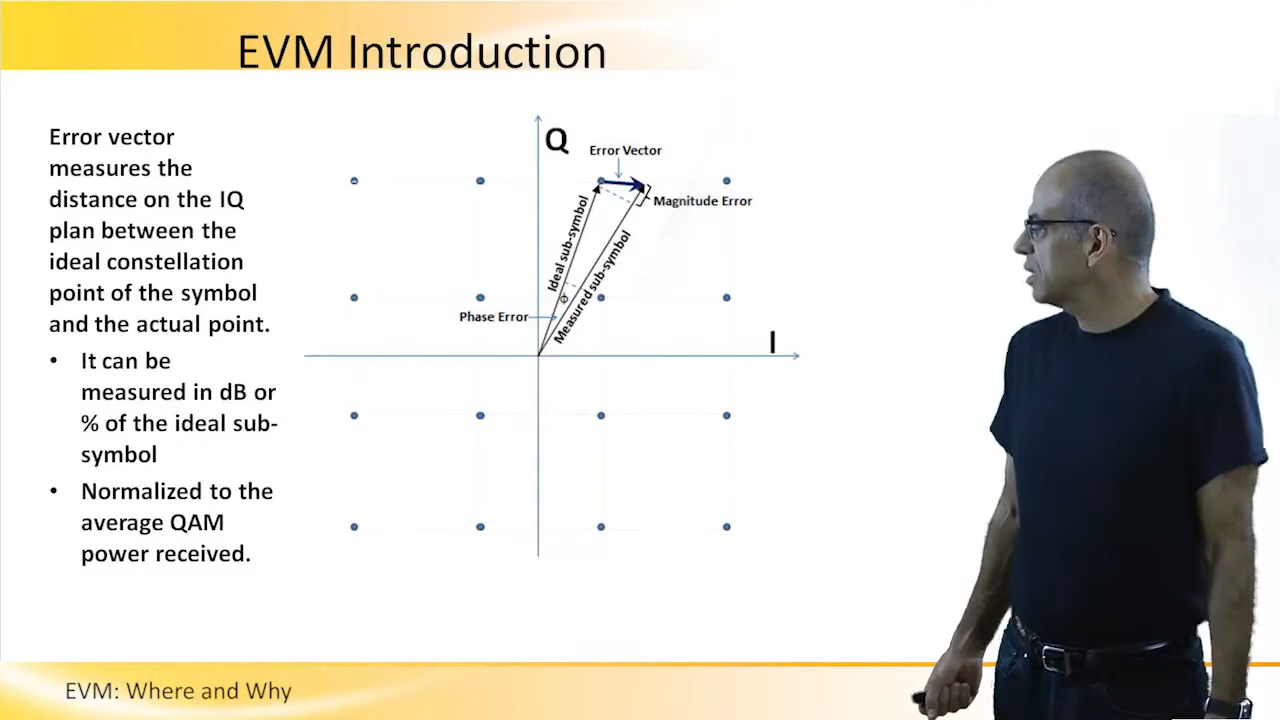 EVM Introduction
Error vector
measures the
distance on the IQ
plan between the
ideal constellation
point of the symbol
and the actual point.
• It can be
measured in dB or
% of the ideal sub-
symbol
• Normalized to the
average QAM
power received.
Q
Error Vector
Magnitude Error
Ideal sub-symbol
Measured sub-symbol
ϕ
Phase Error
I
EVM: Where and Why